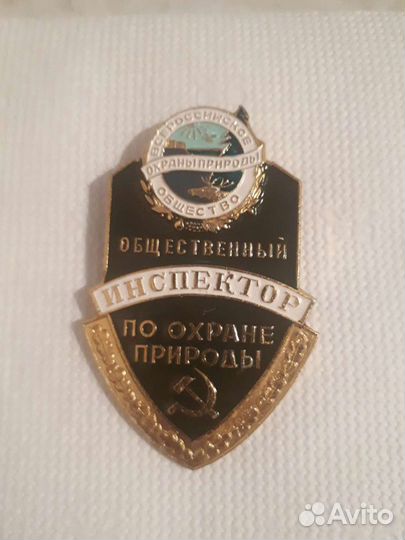 ВСЕРОССИЙСКОЕ
ОХРАНЫ ПРИРОДЫ
ОБЩЕСТВО
ОБЩЕСТВЕННЫЙ
ИНСПЕКТОР
ПО ОХРАНЕ
ПРИРОДЫ
Avito